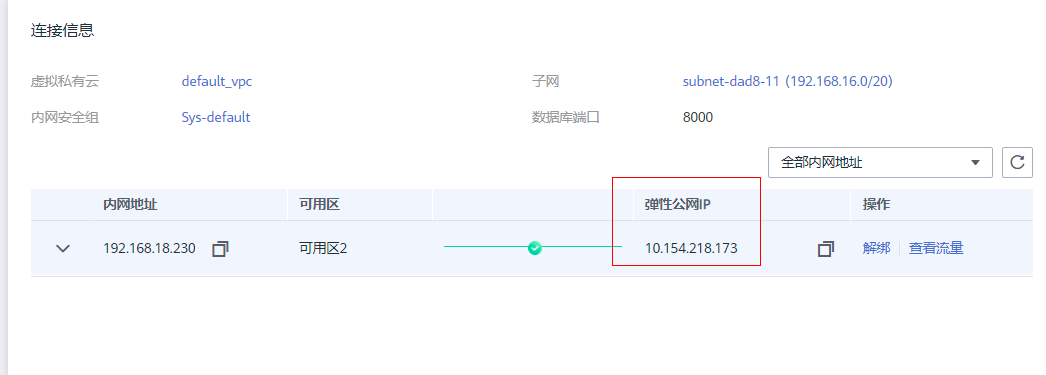 连接信息
虚拟私有云 default_vpc 子网 subnet-dad8-11 (192.168.16.0/20)
内网安全组 Sys-default 数据库端口 8000
全部内网地址
内网地址 可用区 弹性公网IP 操作
192.168.18.230 可用区2 10.154.218.173 解绑 查看流量